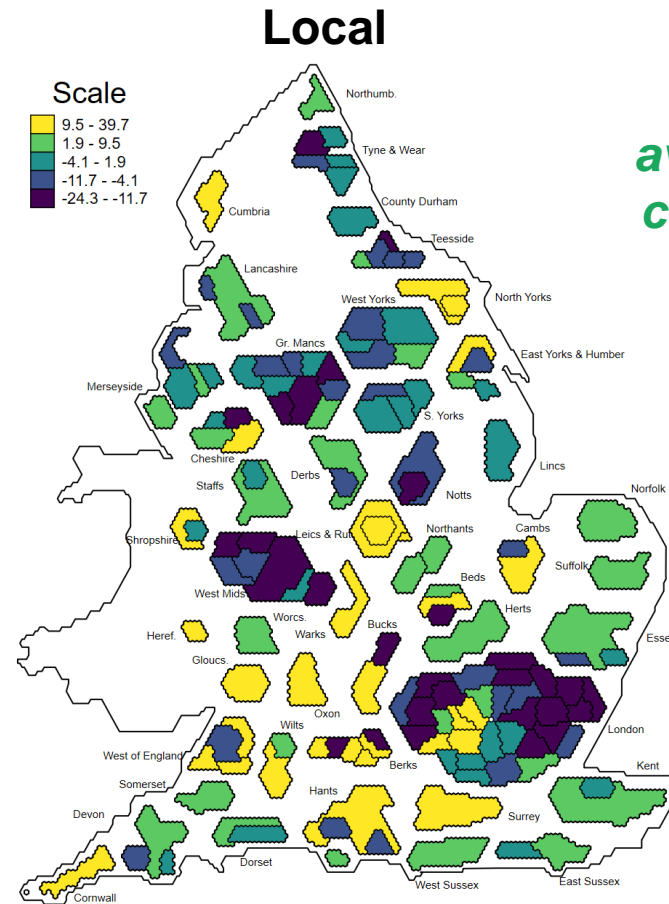 Local
Scale
9.5 - 39.7
1.9 - 9.5
-4.1 - 1.9
-11.7 - -4.1
-24.3 - -11.7
Northumb.
Tyne & Wear
Cumbria
County Durham
Teesside
Lancashire
West Yorks
North Yorks
Gr. Mancs
East Yorks & Humber
Merseyside
S. Yorks
Cheshire
Derbs
Lincs
Staffs
Notts
Norfolk
Shropshire
Leics & Rut
Northants
Cambs
Suffolk
West Mids
Beds
Worcs.
Warks
Bucks
Herts
Heref.
Esse
Gloucs.
Oxon
Wilts
London
West of England
Berks
Kent
Somerset
Hants
Surrey
Devon
Dorset
West Sussex
East Sussex
Cornwall